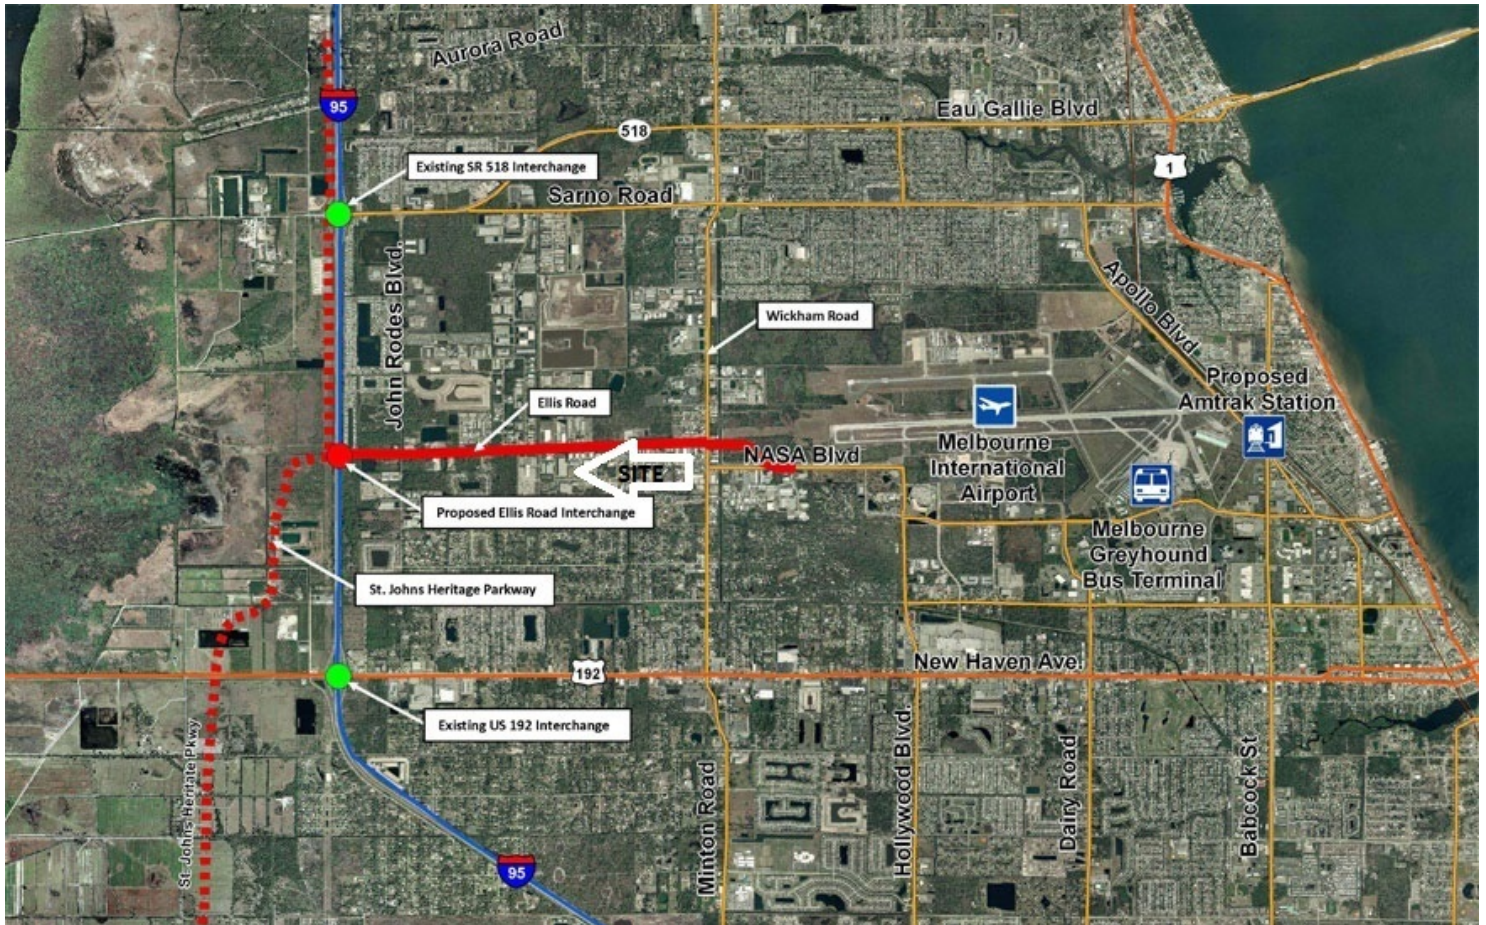 Aurora Road
95
Eau Gallie Blvd
518
Existing SR 518 Interchange
1
Sarno Road
John Rodes Blvd.
Apollo Blvd
Wickham Road
Proposed
Amtrak Station
Ellis Road
Melbourne
International
Airport
NASA Blvd
SITE
Proposed Ellis Road Interchange
Melbourne
Greyhound
Bus Terminal
St. Johns Heritage Parkway
New Haven Ave.
192
Existing US 192 Interchange
St. Johns Heritate Pkwy
Minton Road
Hollywood Blvd.
Dairy Road
Babcock St
95